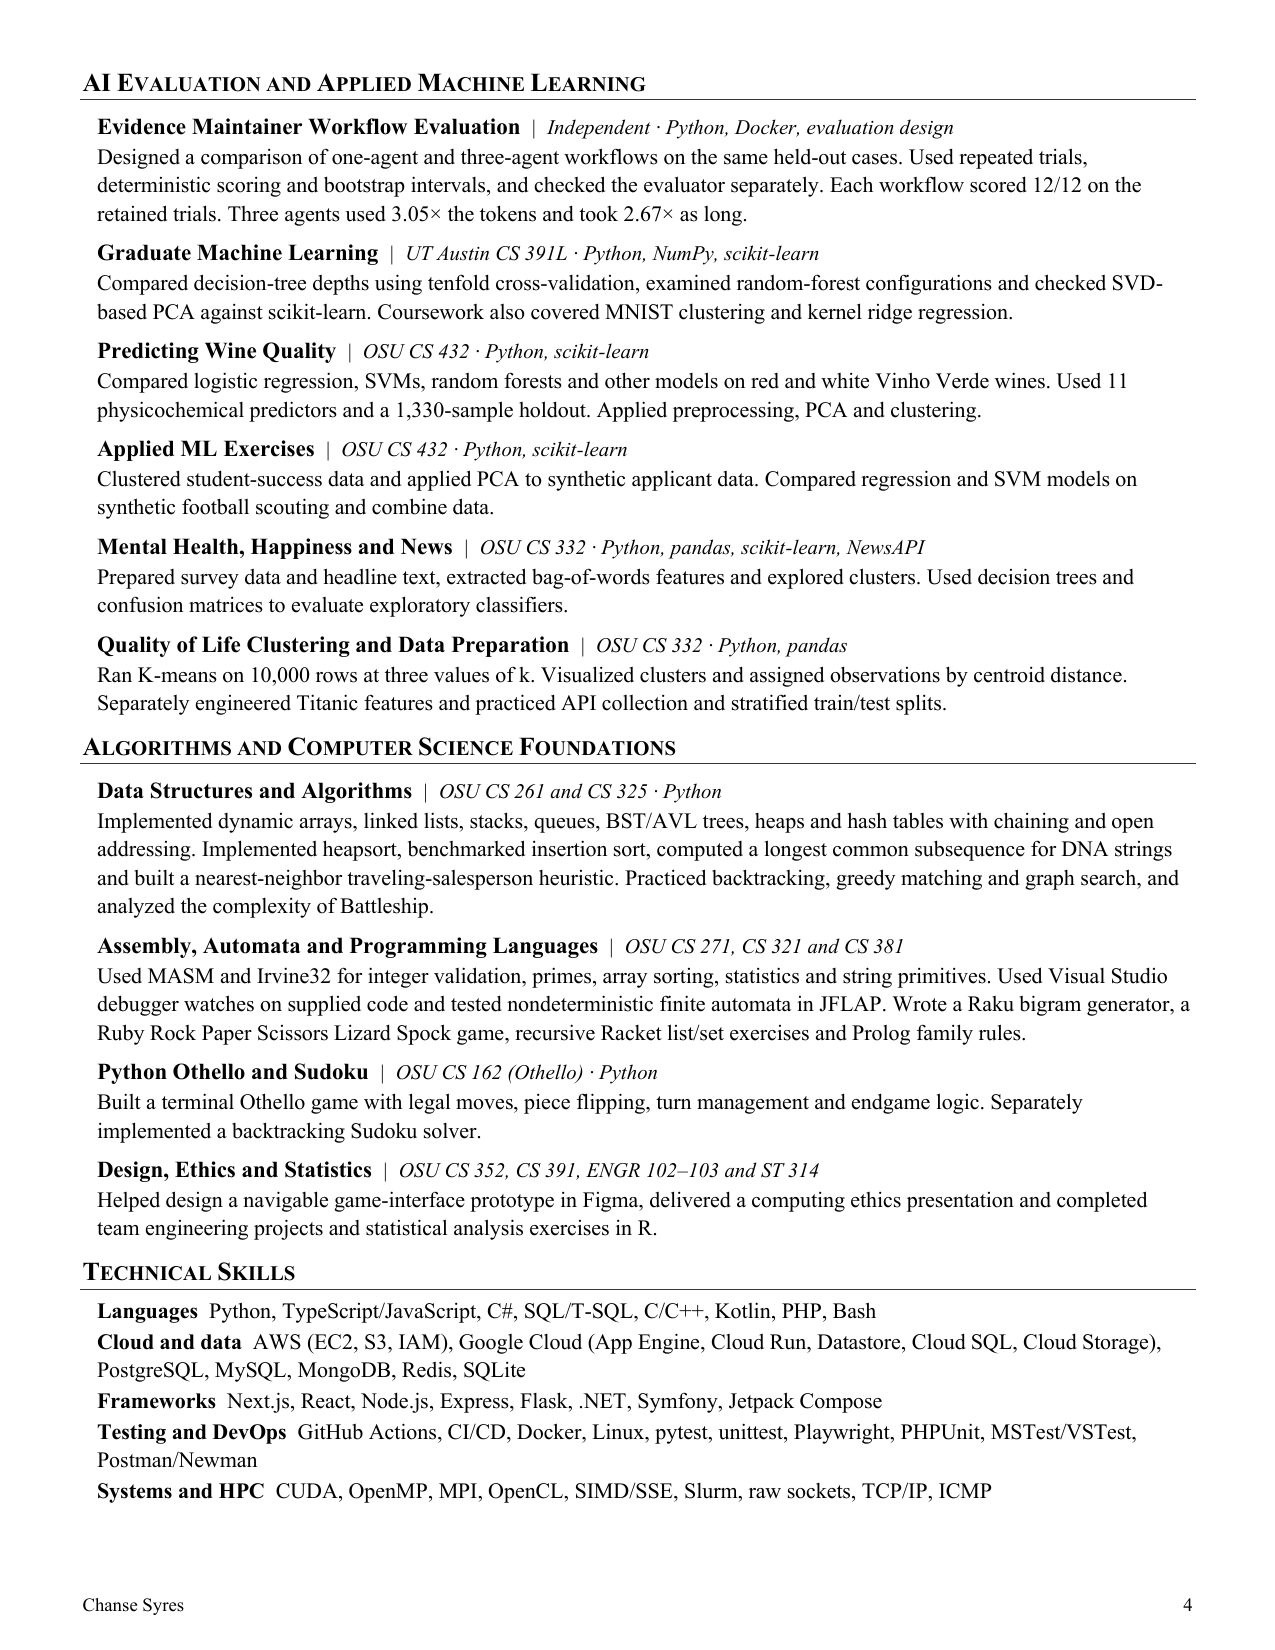 AI EVALUATION AND APPLIED MACHINE LEARNING
Evidence Maintainer Workflow Evaluation | Independent · Python, Docker, evaluation design
Designed a comparison of one-agent and three-agent workflows on the same held-out cases. Used repeated trials,
deterministic scoring and bootstrap intervals, and checked the evaluator separately. Each workflow scored 12/12 on the
retained trials. Three agents used 3.05× the tokens and took 2.67× as long.
Graduate Machine Learning | UT Austin CS 391L · Python, NumPy, scikit-learn
Compared decision-tree depths using tenfold cross-validation, examined random-forest configurations and checked SVD-
based PCA against scikit-learn. Coursework also covered MNIST clustering and kernel ridge regression.
Predicting Wine Quality | OSU CS 432 · Python, scikit-learn
Compared logistic regression, SVMs, random forests and other models on red and white Vinho Verde wines. Used 11
physicochemical predictors and a 1,330-sample holdout. Applied preprocessing, PCA and clustering.
Applied ML Exercises | OSU CS 432 · Python, scikit-learn
Clustered student-success data and applied PCA to synthetic applicant data. Compared regression and SVM models on
synthetic football scouting and combine data.
Mental Health, Happiness and News | OSU CS 332 · Python, pandas, scikit-learn, NewsAPI
Prepared survey data and headline text, extracted bag-of-words features and explored clusters. Used decision trees and
confusion matrices to evaluate exploratory classifiers.
Quality of Life Clustering and Data Preparation | OSU CS 332 · Python, pandas
Ran K-means on 10,000 rows at three values of k. Visualized clusters and assigned observations by centroid distance.
Separately engineered Titanic features and practiced API collection and stratified train/test splits.
ALGORITHMS AND COMPUTER SCIENCE FOUNDATIONS
Data Structures and Algorithms | OSU CS 261 and CS 325 · Python
Implemented dynamic arrays, linked lists, stacks, queues, BST/AVL trees, heaps and hash tables with chaining and open
addressing. Implemented heapsort, benchmarked insertion sort, computed a longest common subsequence for DNA strings
and built a nearest-neighbor traveling-salesperson heuristic. Practiced backtracking, greedy matching and graph search, and
analyzed the complexity of Battleship.
Assembly, Automata and Programming Languages | OSU CS 271, CS 321 and CS 381
Used MASM and Irvine32 for integer validation, primes, array sorting, statistics and string primitives. Used Visual Studio
debugger watches on supplied code and tested nondeterministic finite automata in JFLAP. Wrote a Raku bigram generator, a
Ruby Rock Paper Scissors Lizard Spock game, recursive Racket list/set exercises and Prolog family rules.
Python Othello and Sudoku | OSU CS 162 (Othello) · Python
Built a terminal Othello game with legal moves, piece flipping, turn management and endgame logic. Separately
implemented a backtracking Sudoku solver.
Design, Ethics and Statistics | OSU CS 352, CS 391, ENGR 102–103 and ST 314
Helped design a navigable game-interface prototype in Figma, delivered a computing ethics presentation and completed
team engineering projects and statistical analysis exercises in R.
TECHNICAL SKILLS
Languages Python, TypeScript/JavaScript, C#, SQL/T-SQL, C/C++, Kotlin, PHP, Bash
Cloud and data AWS (EC2, S3, IAM), Google Cloud (App Engine, Cloud Run, Datastore, Cloud SQL, Cloud Storage),
PostgreSQL, MySQL, MongoDB, Redis, SQLite
Frameworks Next.js, React, Node.js, Express, Flask, .NET, Symfony, Jetpack Compose
Testing and DevOps GitHub Actions, CI/CD, Docker, Linux, pytest, unittest, Playwright, PHPUnit, MSTest/VSTest,
Postman/Newman
Systems and HPC CUDA, OpenMP, MPI, OpenCL, SIMD/SSE, Slurm, raw sockets, TCP/IP, ICMP
Chanse Syres 4